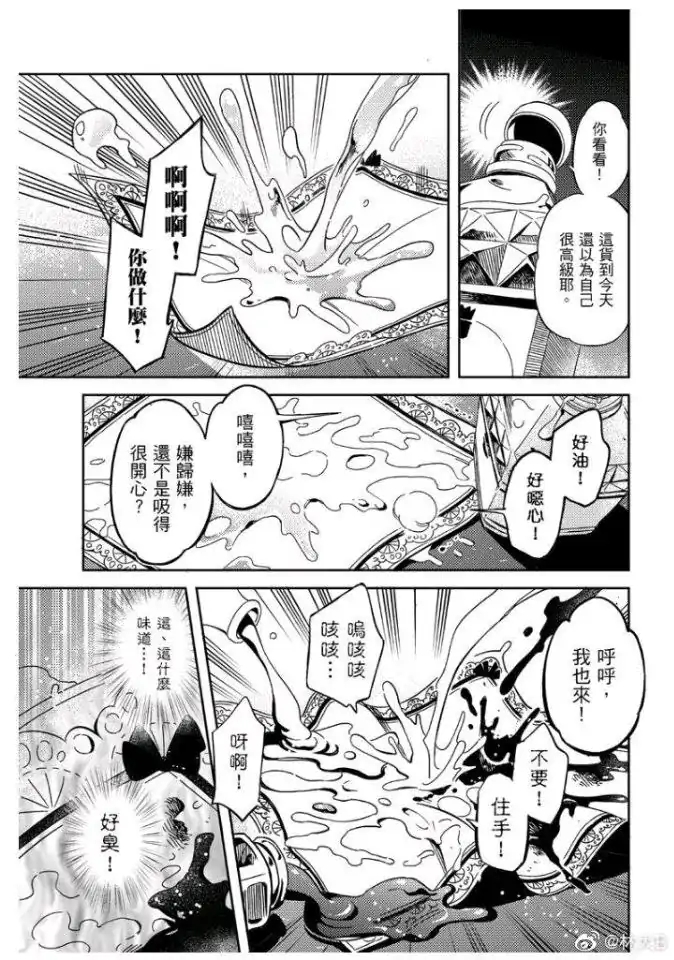 你看看！
這貨到今天
還以為自己
很高級耶。
啊啊啊！
你做什麼！
好油！
好噁心！
嘻嘻嘻，
嫌歸嫌，
還不是吸得
很開心？
呼呼，
我也來！
不要！
住手！
嗚咳咳
咳咳…
呀啊！
這、這什麼
味道…！
好臭！